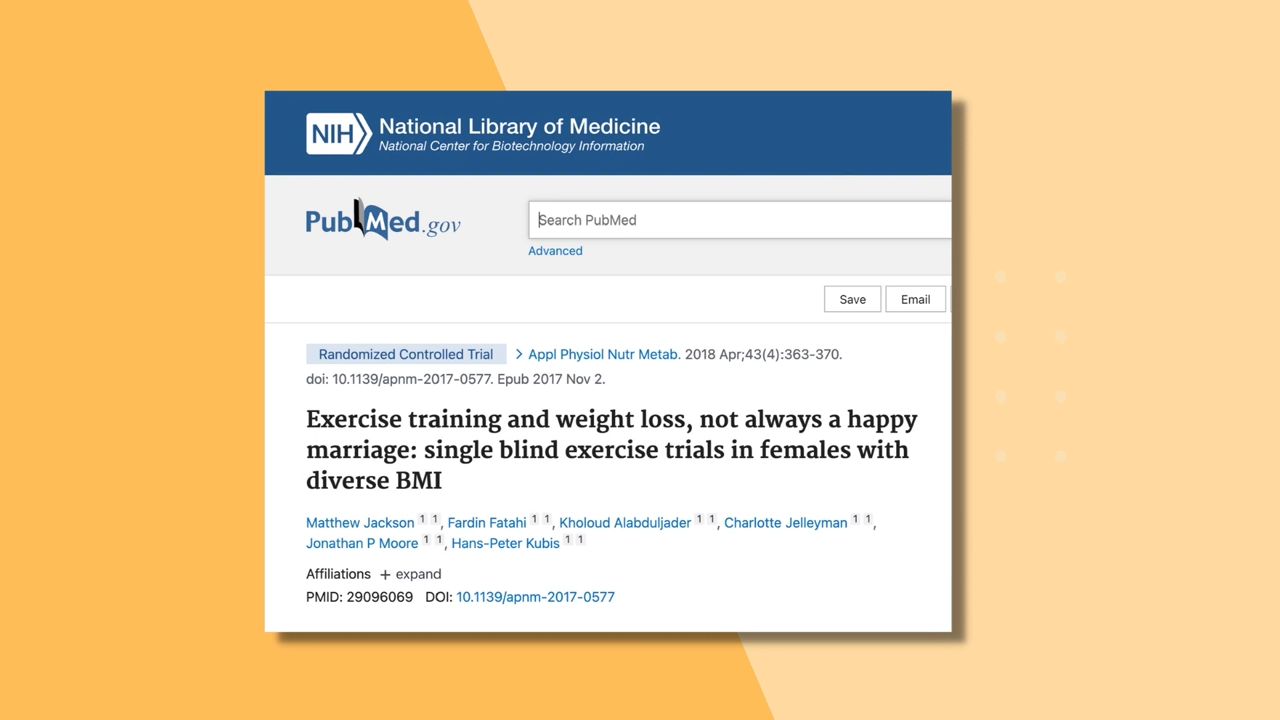 NIH National Library of Medicine
National Center for Biotechnology Information
PubMed.gov
Search PubMed
Advanced
Save Email
Randomized Controlled Trial > Appl Physiol Nutr Metab. 2018 Apr;43(4):363-370.
doi: 10.1139/apnm-2017-0577. Epub 2017 Nov 2.
Exercise training and weight loss, not always a happy
marriage: single blind exercise trials in females with
diverse BMI
Matthew Jackson 1 1, Fardin Fatahi 1 1, Kholoud Alabduljader 1 1, Charlotte Jelleyman 1 1,
Jonathan P Moore 1 1, Hans-Peter Kubis 1 1
Affiliations + expand
PMID: 29096069 DOI: 10.1139/apnm-2017-0577